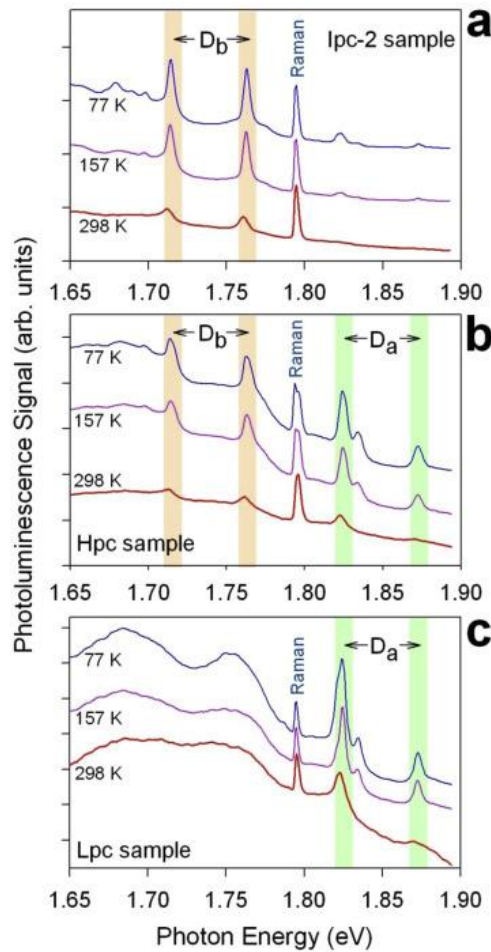 a
D_b
Ipc-2 sample
Raman
77 K
157 K
298 K
1.65 1.70 1.75 1.80 1.85 1.90
b
D_b
Raman
D_a
77 K
157 K
298 K
Hpc sample
1.65 1.70 1.75 1.80 1.85 1.90
c
Raman
D_a
77 K
157 K
298 K
Lpc sample
1.65 1.70 1.75 1.80 1.85 1.90
Photon Energy (eV)
Photoluminescence Signal (arb. units)